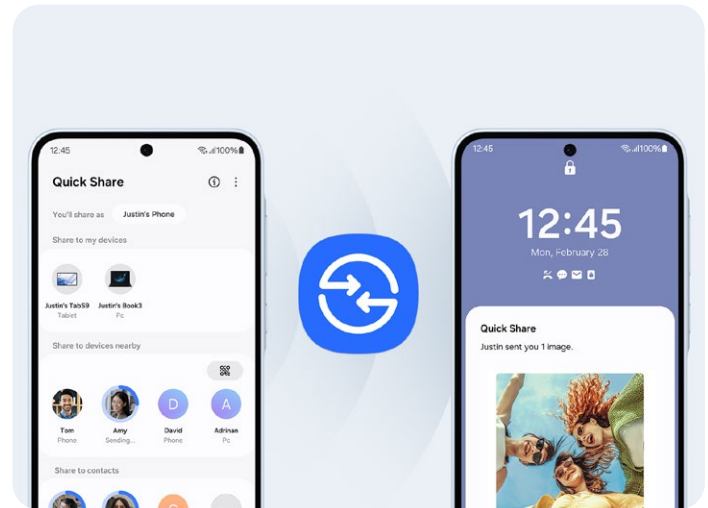 12:45
100%
Quick Share
You'll share as
Justin's Phone
Share to my devices
Justin's TabS9
Tablet
Justin's Book3
Pc
Share to devices nearby
Tom
Phone
Amy
Sending...
D
David
Phone
A
Adrinan
Pc
Share to contacts
C
12:45
100%
12:45
Mon, February 28
Quick Share
Justin sent you 1 image.